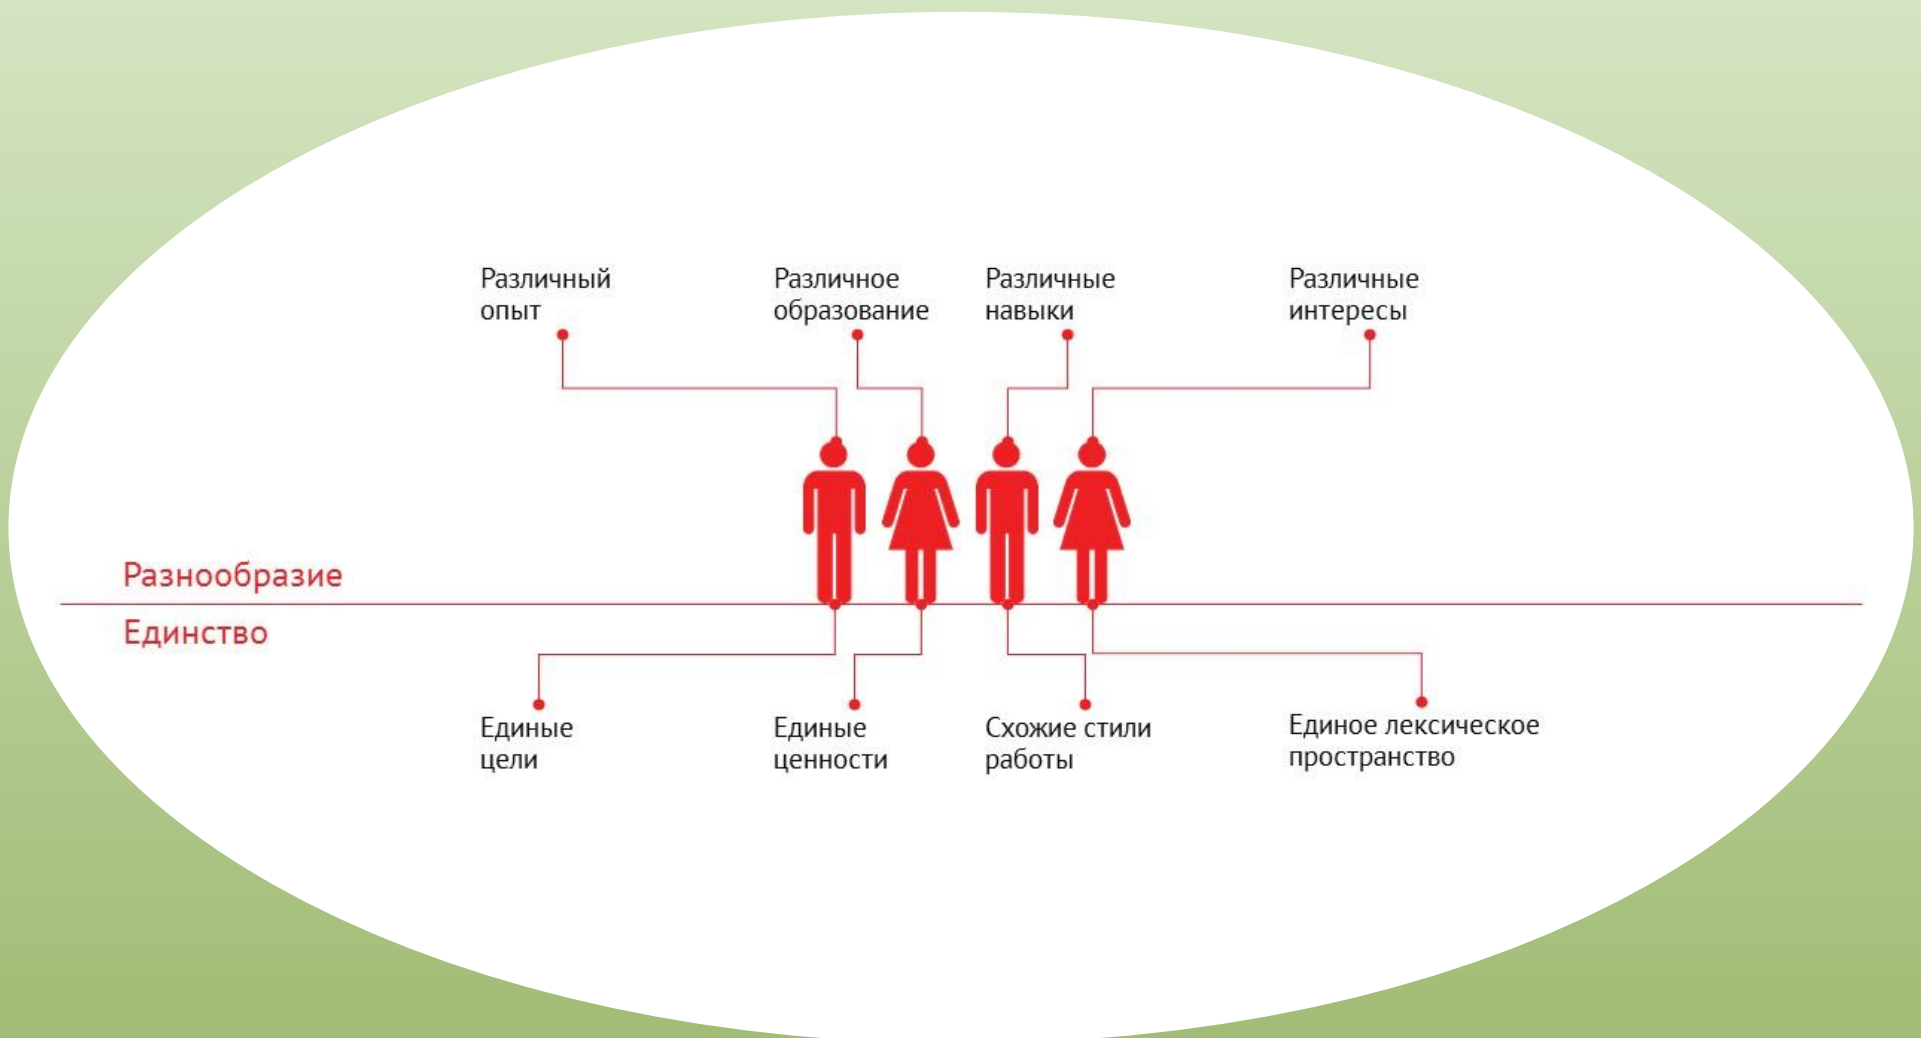 Различный
опыт
Различное
образование
Различные
навыки
Различные
интересы
Разнообразие
Единство
Единые
цели
Единые
ценности
Схожие стили
работы
Единое лексическое
пространство